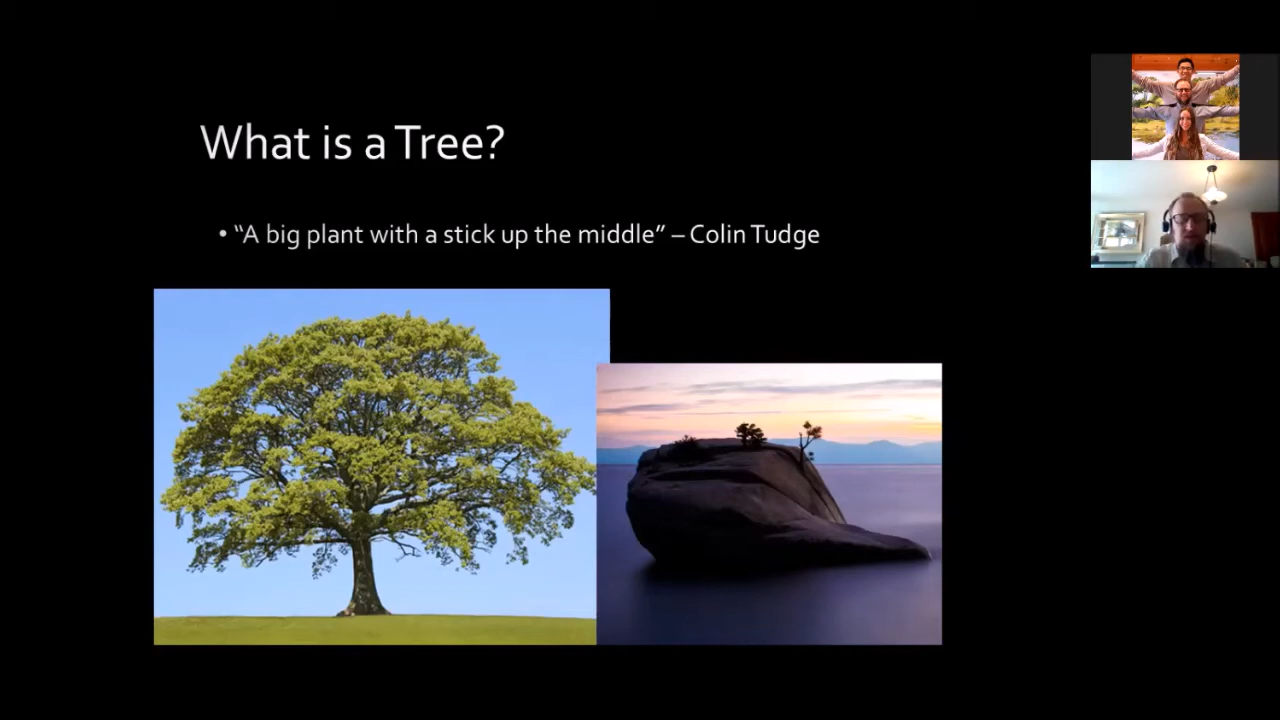 What is a Tree?
• “A big plant with a stick up the middle” – Colin Tudge